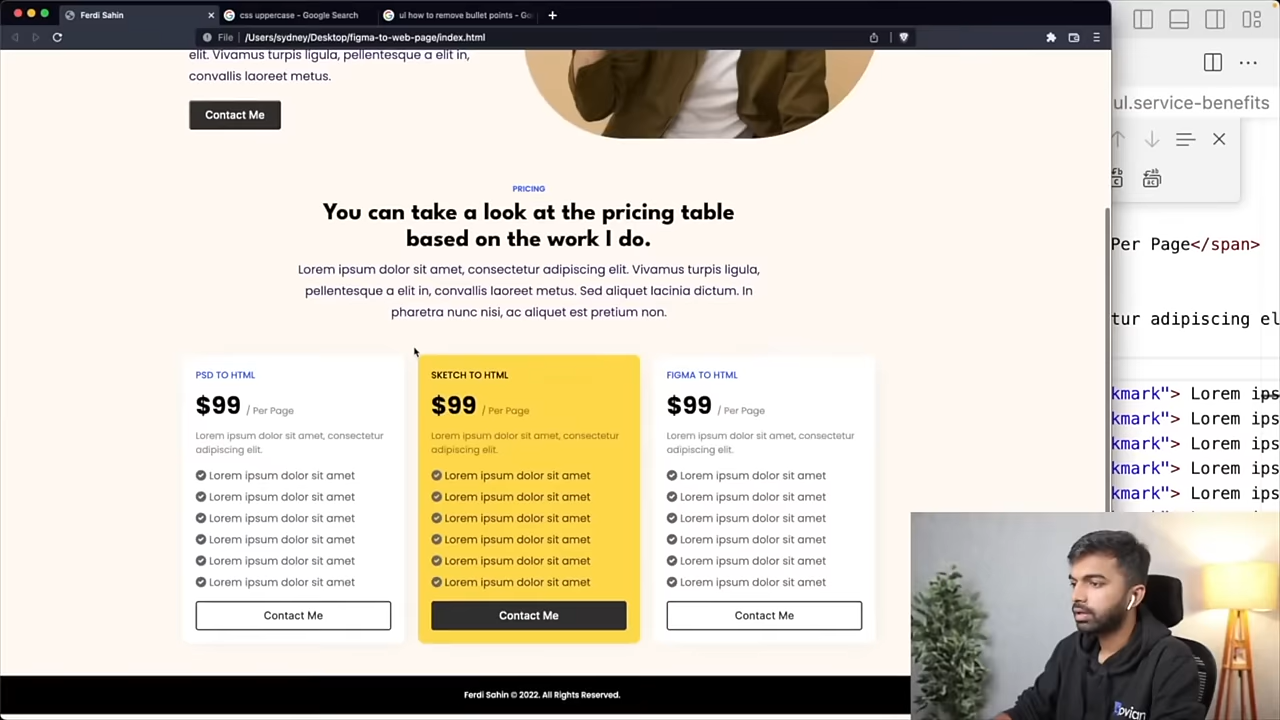 Ferdi Sahin
css uppercase - Google Search
ul how to remove bullet points - Go
File
/Users/sydney/Desktop/figma-to-web-page/index.html
elit. Vivamus turpis ligula, pellentesque a elit in,
convallis laoreet metus.
Contact Me
PRICING
You can take a look at the pricing table
based on the work I do.
Lorem ipsum dolor sit amet, consectetur adipiscing elit. Vivamus turpis ligula,
pellentesque a elit in, convallis laoreet metus. Sed aliquet lacinia dictum. In
pharetra nunc nisi, ac aliquet est pretium non.
PSD TO HTML
$99 / Per Page
Lorem ipsum dolor sit amet, consectetur
adipiscing elit.
Lorem ipsum dolor sit amet
Lorem ipsum dolor sit amet
Lorem ipsum dolor sit amet
Lorem ipsum dolor sit amet
Lorem ipsum dolor sit amet
Lorem ipsum dolor sit amet
Contact Me
SKETCH TO HTML
$99 / Per Page
Lorem ipsum dolor sit amet, consectetur
adipiscing elit.
Lorem ipsum dolor sit amet
Lorem ipsum dolor sit amet
Lorem ipsum dolor sit amet
Lorem ipsum dolor sit amet
Lorem ipsum dolor sit amet
Lorem ipsum dolor sit amet
Contact Me
FIGMA TO HTML
$99 / Per Page
Lorem ipsum dolor sit amet, consectetur
adipiscing elit.
Lorem ipsum dolor sit amet
Lorem ipsum dolor sit amet
Lorem ipsum dolor sit amet
Lorem ipsum dolor sit amet
Lorem ipsum dolor sit amet
Lorem ipsum dolor sit amet
Contact Me
Ferdi Sahin © 2022. All Rights Reserved.
ul.service-benefits
Per Page</span>
tur adipiscing el
kmark"> Lorem ips
kmark"> Lorem ips
kmark"> Lorem ips
kmark"> Lorem ips
kmark"> Lorem ips